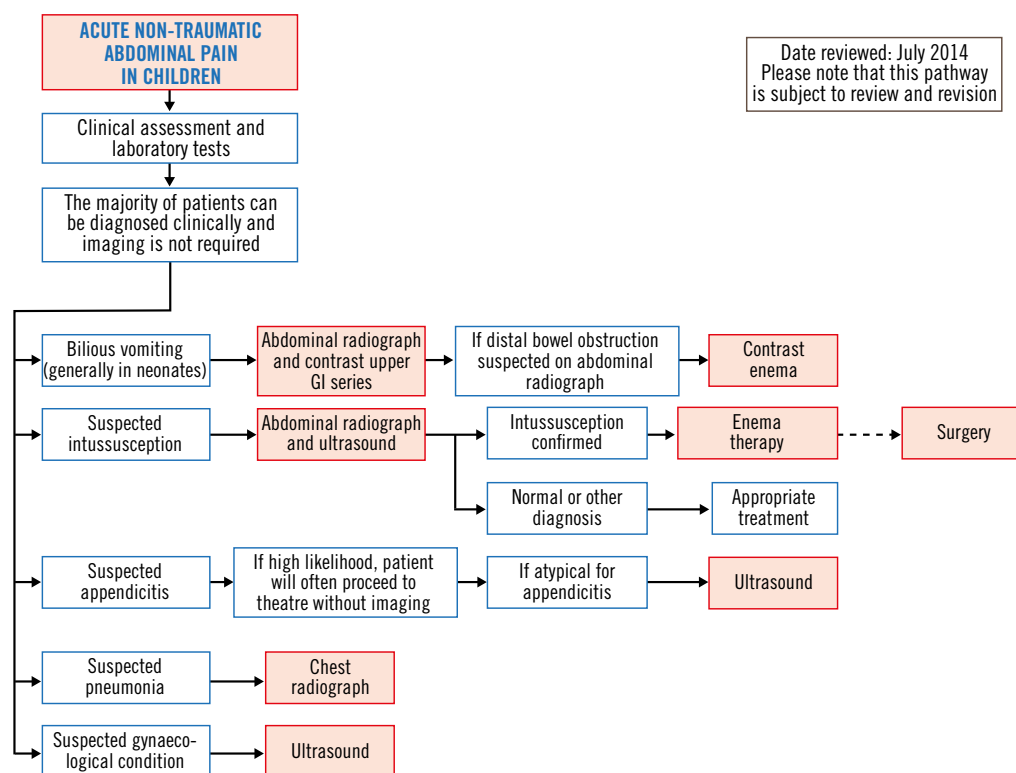 ACUTE NON-TRAUMATIC
ABDOMINAL PAIN
IN CHILDREN
Date reviewed: July 2014
Please note that this pathway
is subject to review and revision
Clinical assessment and
laboratory tests
The majority of patients can
be diagnosed clinically and
imaging is not required
Bilious vomiting
(generally in neonates)
Abdominal radiograph
and contrast upper
GI series
If distal bowel obstruction
suspected on abdominal
radiograph
Contrast
enema
Suspected
intussusception
Abdominal radiograph
and ultrasound
Intussusception
confirmed
Enema
therapy
Surgery
Normal or other
diagnosis
Appropriate
treatment
Suspected
appendicitis
If high likelihood, patient
will often proceed to
theatre without imaging
If atypical for
appendicitis
Ultrasound
Suspected
pneumonia
Chest
radiograph
Suspected gynaeco-
logical condition
Ultrasound